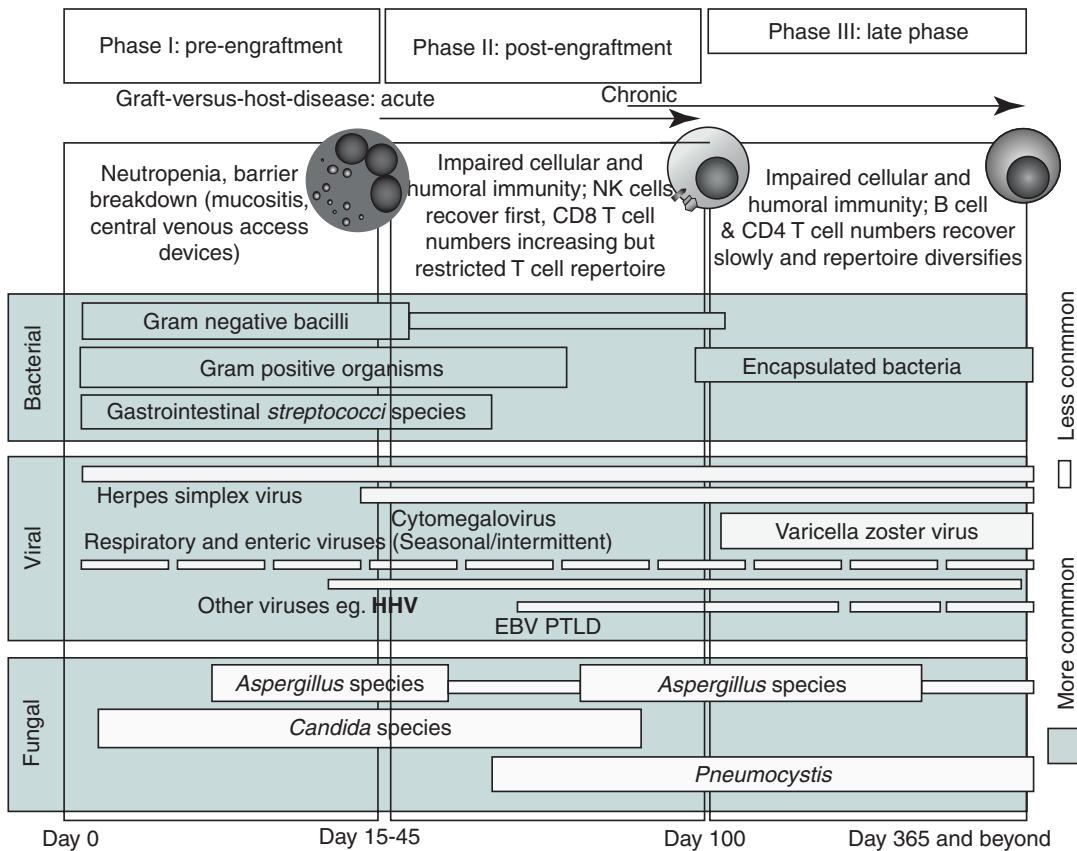 Phase I: pre-engraftment
Phase II: post-engraftment
Phase III: late phase
Graft-versus-host-disease: acute
Chronic
Neutropenia, barrier
breakdown (mucositis,
central venous access
devices)
Impaired cellular and
humoral immunity; NK cells
recover first, CD8 T cell
numbers increasing but
restricted T cell repertoire
Impaired cellular and
humoral immunity; B cell
& CD4 T cell numbers recover
slowly and repertoire diversifies
Bacterial
Gram negative bacilli
Gram positive organisms
Encapsulated bacteria
Gastrointestinal streptococci species
Viral
Herpes simplex virus
Cytomegalovirus
Varicella zoster virus
Respiratory and enteric viruses (Seasonal/intermittent)
Other viruses eg. HHV
EBV PTLD
Fungal
Aspergillus species
Aspergillus species
Candida species
Pneumocystis
Less conmmon
More conmmon
Day 0
Day 15-45
Day 100
Day 365 and beyond